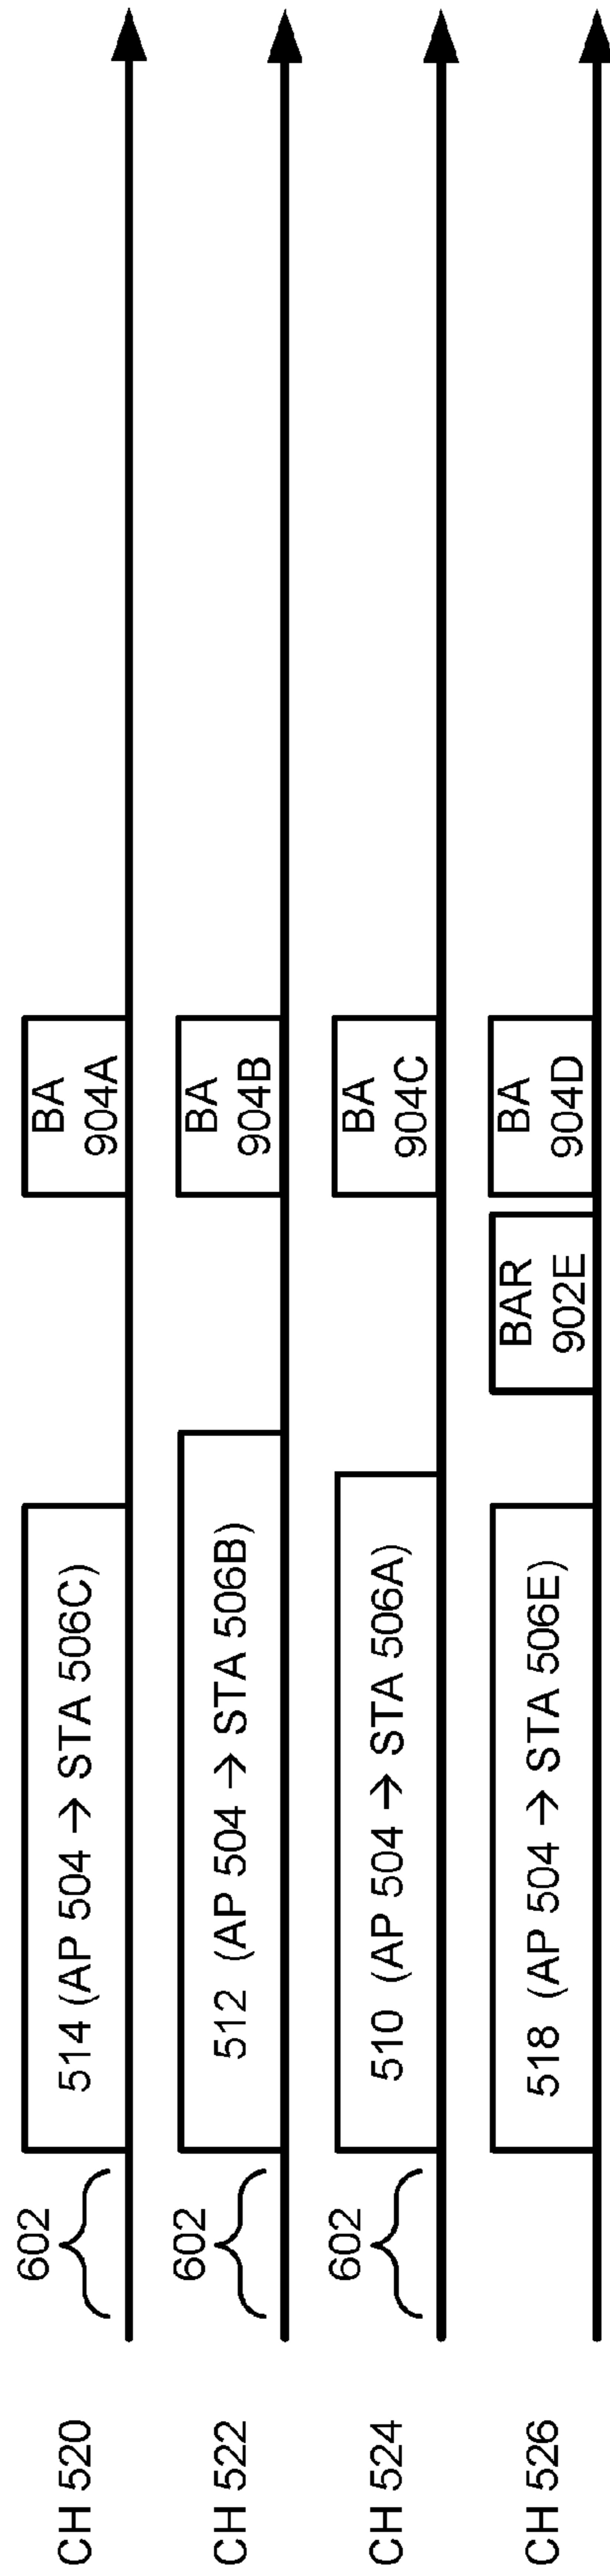 CH 520
602
514 (AP 504 → STA 506C)
BA
904A
CH 522
602
512 (AP 504 → STA 506B)
BA
904B
CH 524
602
510 (AP 504 → STA 506A)
BA
904C
CH 526
518 (AP 504 → STA 506E)
BAR
902E
BA
904D